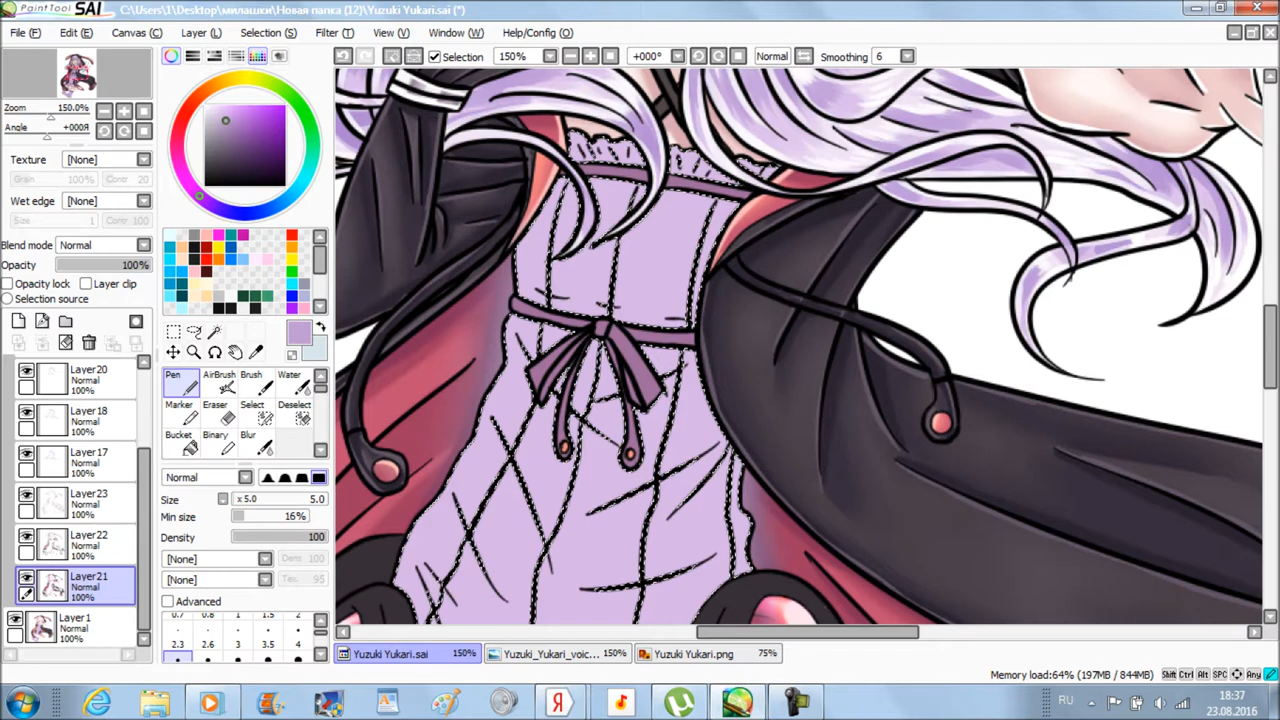 PaintTool SAI C:\Users\1\Desktop\милашки\Новая папка (12)\Yuzuki Yukari.sai (*)
File (F) Edit (E) Canvas (C) Layer (L) Selection (S) Filter (T) View (V) Window (W) Help/Config (O)
Selection 150% +000° Normal Smoothing 6
Zoom 150.0%
Angle +000Я
Texture [None]
Grain 100%
20
Wet edge [None]
Size 1
100
Blend mode Normal
Opacity 100%
Opacity lock Layer clip
Selection source
Layer20
Normal
100%
Layer18
Normal
100%
Layer17
Normal
100%
Layer23
Normal
100%
Layer22
Normal
100%
Layer21
Normal
100%
Layer1
Normal
100%
Pen AirBrush Brush Water
Marker Eraser Select Deselect
Bucket Binary Blur
Normal
Size x 5.0 5.0
Min size 16%
Density 100
[None] 100
[None] 95
Advanced
0.7 0.8 1 1.5 2
2.3 2.6 3 3.5 4
Yuzuki Yukari.sai 150% Yuzuki_Yukari_voic... 150% Yuzuki Yukari.png 75%
Memory load:64% (197MB / 844MB) Shift Ctrl Alt SPC Any
Я RU 18:37
23.08.2016